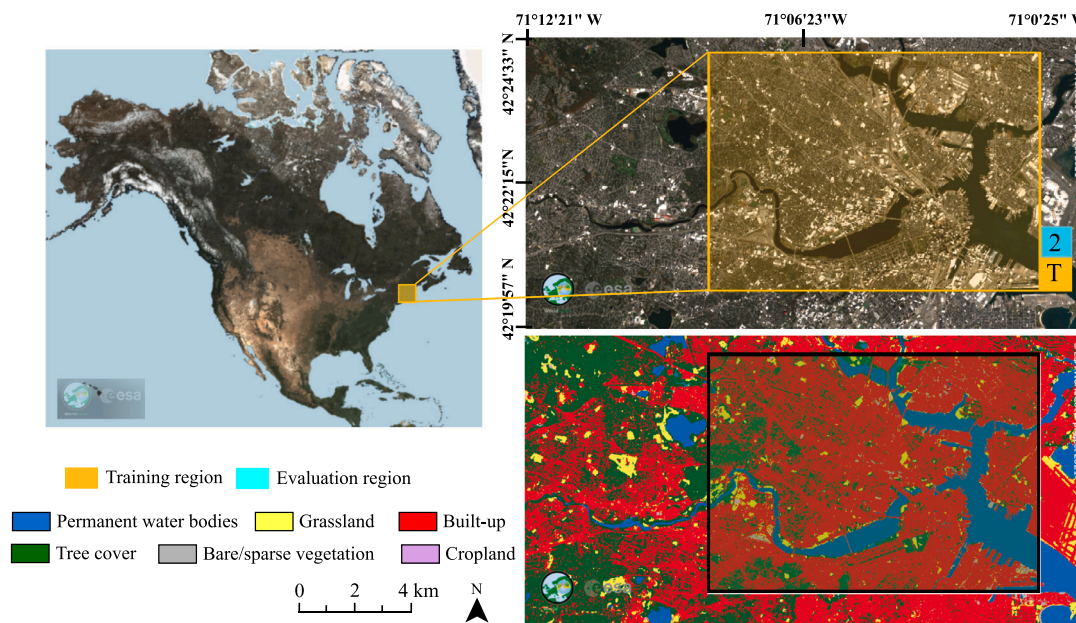 71°12'21" W
71°06'23"W
71°0'25" W
42°24'33" N
42°22'15"N
42°19'57" N
2
T
esa
esa
Training region
Evaluation region
Permanent water bodies
Grassland
Built-up
Tree cover
Bare/sparse vegetation
Cropland
0 2 4 km
N